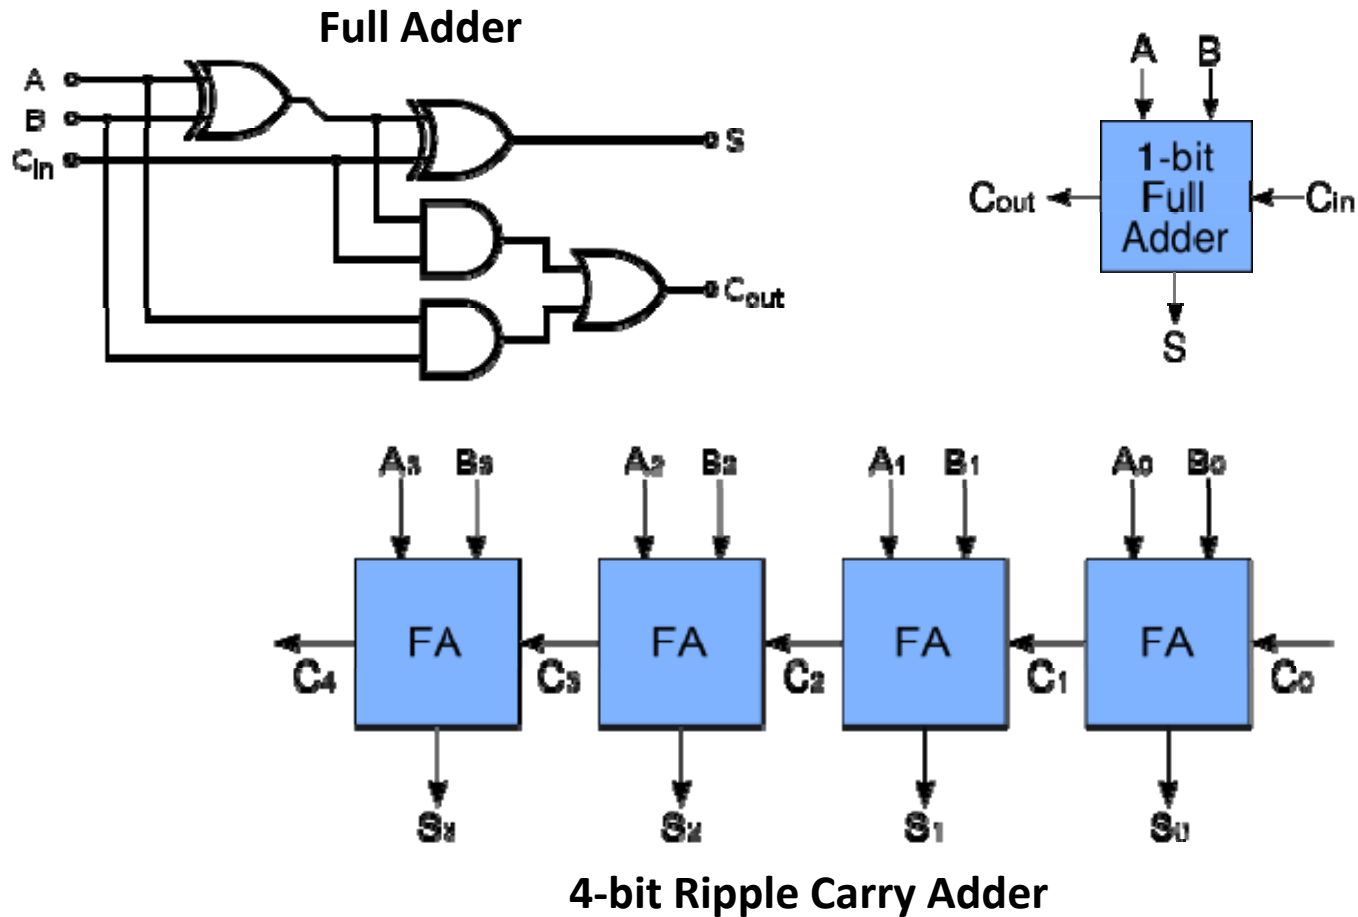 Full Adder
A
B
Cin
S
Cout
A B
1-bit
Full
Adder
Cout
Cin
S
A3 B3 A2 B2 A1 B1 A0 B0
FA FA FA FA
C4 C3 C2 C1 C0
S3 S2 S1 S0
4-bit Ripple Carry Adder